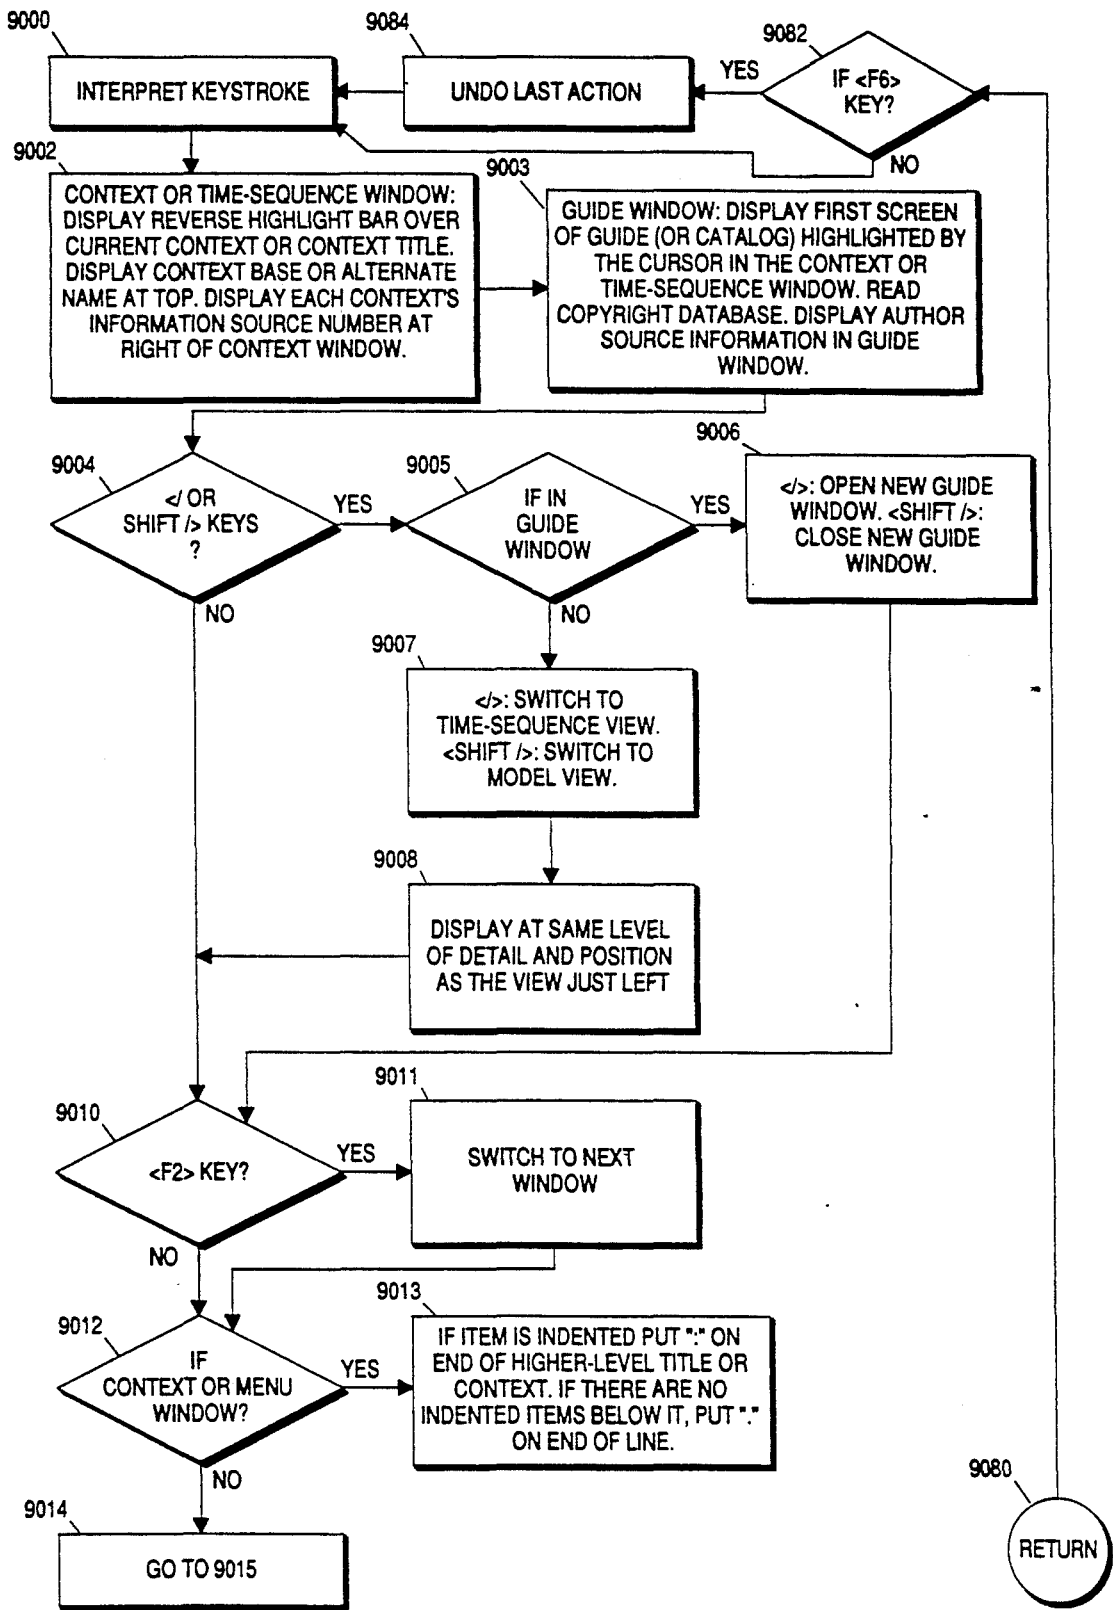 9000
INTERPRET KEYSTROKE
9084
UNDO LAST ACTION
9082
IF <F6>
KEY?
YES
NO
9002
CONTEXT OR TIME-SEQUENCE WINDOW:
DISPLAY REVERSE HIGHLIGHT BAR OVER
CURRENT CONTEXT OR CONTEXT TITLE.
DISPLAY CONTEXT BASE OR ALTERNATE
NAME AT TOP. DISPLAY EACH CONTEXT'S
INFORMATION SOURCE NUMBER AT
RIGHT OF CONTEXT WINDOW.
9003
GUIDE WINDOW: DISPLAY FIRST SCREEN
OF GUIDE (OR CATALOG) HIGHLIGHTED BY
THE CURSOR IN THE CONTEXT OR
TIME-SEQUENCE WINDOW. READ
COPYRIGHT DATABASE. DISPLAY AUTHOR
SOURCE INFORMATION IN GUIDE
WINDOW.
9004
</ OR
SHIFT /> KEYS
?
YES
NO
9005
IF IN
GUIDE
WINDOW
YES
NO
9006
</>: OPEN NEW GUIDE
WINDOW. <SHIFT />:
CLOSE NEW GUIDE
WINDOW.
9007
</>: SWITCH TO
TIME-SEQUENCE VIEW.
<SHIFT />: SWITCH TO
MODEL VIEW.
9008
DISPLAY AT SAME LEVEL
OF DETAIL AND POSITION
AS THE VIEW JUST LEFT
9010
<F2> KEY?
YES
NO
9011
SWITCH TO NEXT
WINDOW
9012
IF
CONTEXT OR MENU
WINDOW?
YES
NO
9013
IF ITEM IS INDENTED PUT ":" ON
END OF HIGHER-LEVEL TITLE OR
CONTEXT. IF THERE ARE NO
INDENTED ITEMS BELOW IT, PUT "."
ON END OF LINE.
9014
GO TO 9015
9080
RETURN